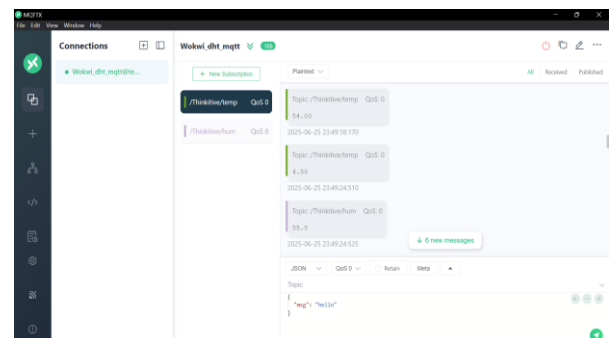 MQTTX
File Edit View Window Help
Connections
Wokwi_dht_mqtt@te...
Wokwi_dht_mqtt
+ New Subscription
/Thinkitive/temp QoS 0
/Thinkitive/hum QoS 0
Plaintext
All Received Published
Topic: /Thinkitive/temp QoS: 0
54.00
2025-06-25 23:49:18:170
Topic: /Thinkitive/temp QoS: 0
4.50
2025-06-25 23:49:24:510
Topic: /Thinkitive/hum QoS: 0
55.5
2025-06-25 23:49:24:525
↓ 6 new messages
JSON QoS 0 Retain Meta
Topic
{
"msg": "hello"
}